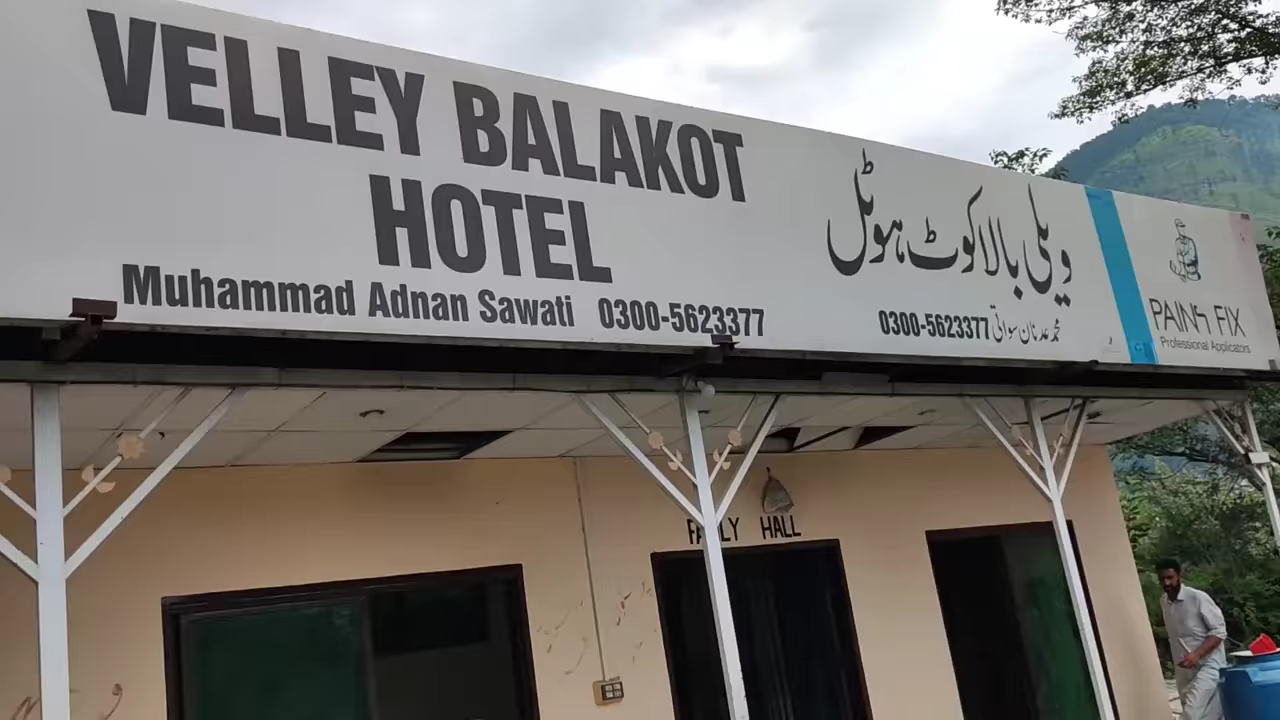 VELLEY BALAKOT
HOTEL
Muhammad Adnan Sawati 0300-5623377
ویلی بالاکوٹ ہوٹل
محمد عدنان سواتی 0300-5623377
PAINT FIX
Professional Applicators
HALL